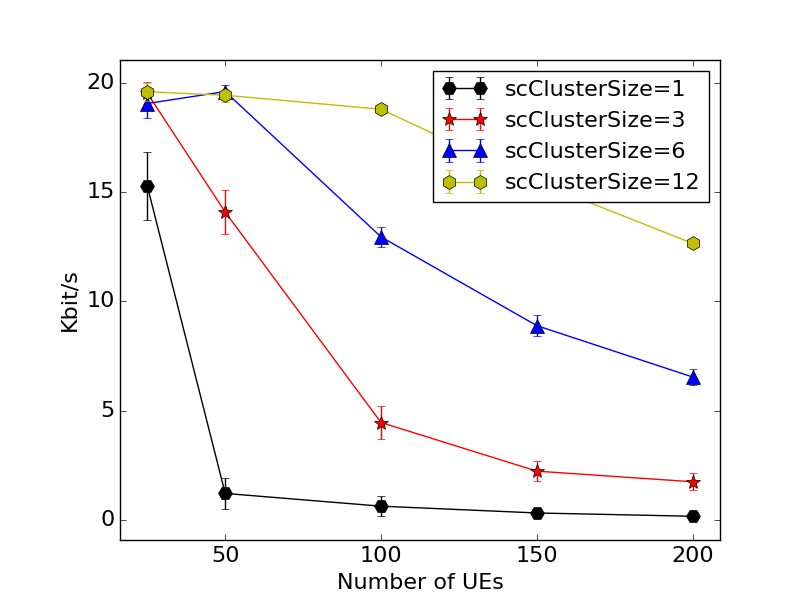 20
15
10
5
0
Kbit/s
scClusterSize=1
scClusterSize=3
scClusterSize=6
scClusterSize=12
50
100
150
200
Number of UEs